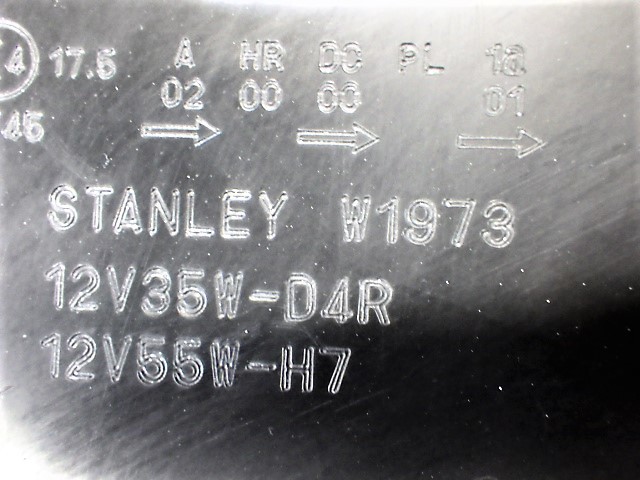 4 17.5 A HR DC PL 1a
02 00 00 01
45
STANLEY W1973
12V35W-D4R
12V55W-H7